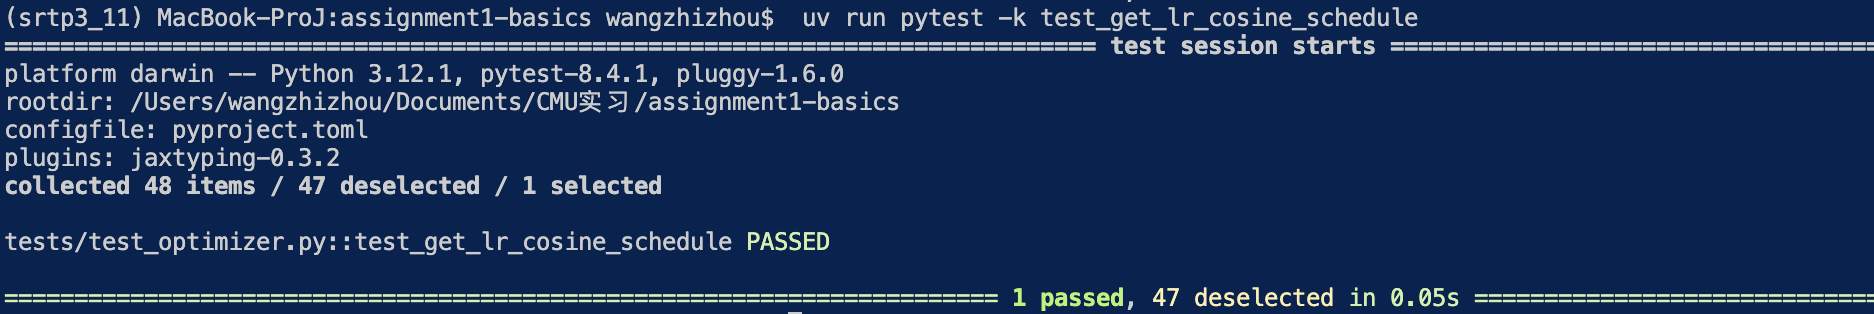 (srtp3_11) MacBook-ProJ:assignment1-basics wangzhizhou$  uv run pytest -k test_get_lr_cosine_schedule
============================================================================== test session starts ===================================
platform darwin -- Python 3.12.1, pytest-8.4.1, pluggy-1.6.0
rootdir: /Users/wangzhizhou/Documents/CMU实习/assignment1-basics
configfile: pyproject.toml
plugins: jaxtyping-0.3.2
collected 48 items / 47 deselected / 1 selected
tests/test_optimizer.py::test_get_lr_cosine_schedule PASSED
======================================================================= 1 passed, 47 deselected in 0.05s =============================